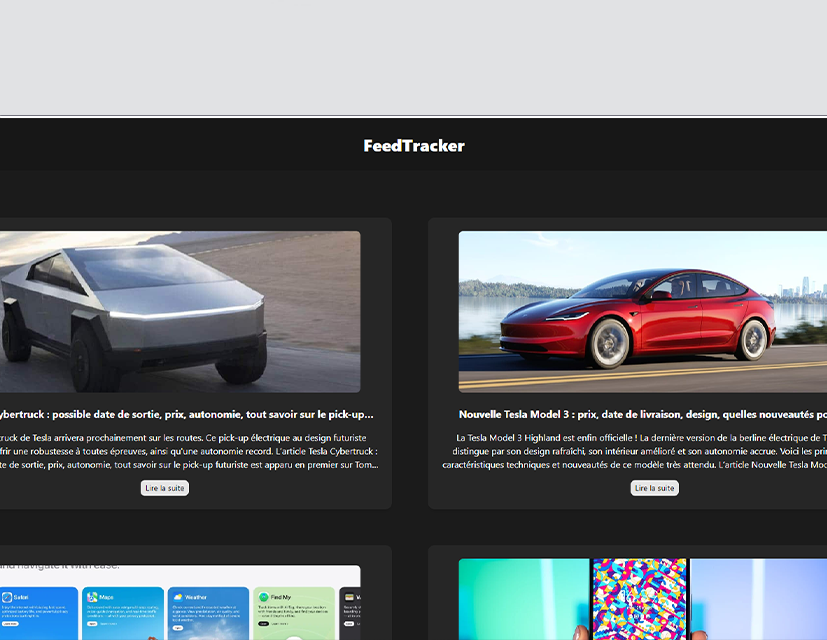 FeedTracker
ybertruck : possible date de sortie, prix, autonomie, tout savoir sur le pick-up...
Nouvelle Tesla Model 3 : prix, date de livraison, design, quelles nouveautés po
truck de Tesla arrivera prochainement sur les routes. Ce pick-up électrique au design futuriste
frir une robustesse à toutes épreuves, ainsi qu'une autonomie record. L'article Tesla Cybertruck :
te de sortie, prix, autonomie, tout savoir sur le pick-up futuriste est apparu en premier sur Tom...
La Tesla Model 3 Highland est enfin officielle ! La dernière version de la berline électrique de T
distingue par son design rafraîchi, son intérieur amélioré et son autonomie accrue. Voici les prin
caractéristiques techniques et nouveautés de ce modèle très attendu. L'article Nouvelle Tesla Mod
Lire la suite
Lire la suite
and navigate it with ease.
Safari
Maps
Weather
Find My